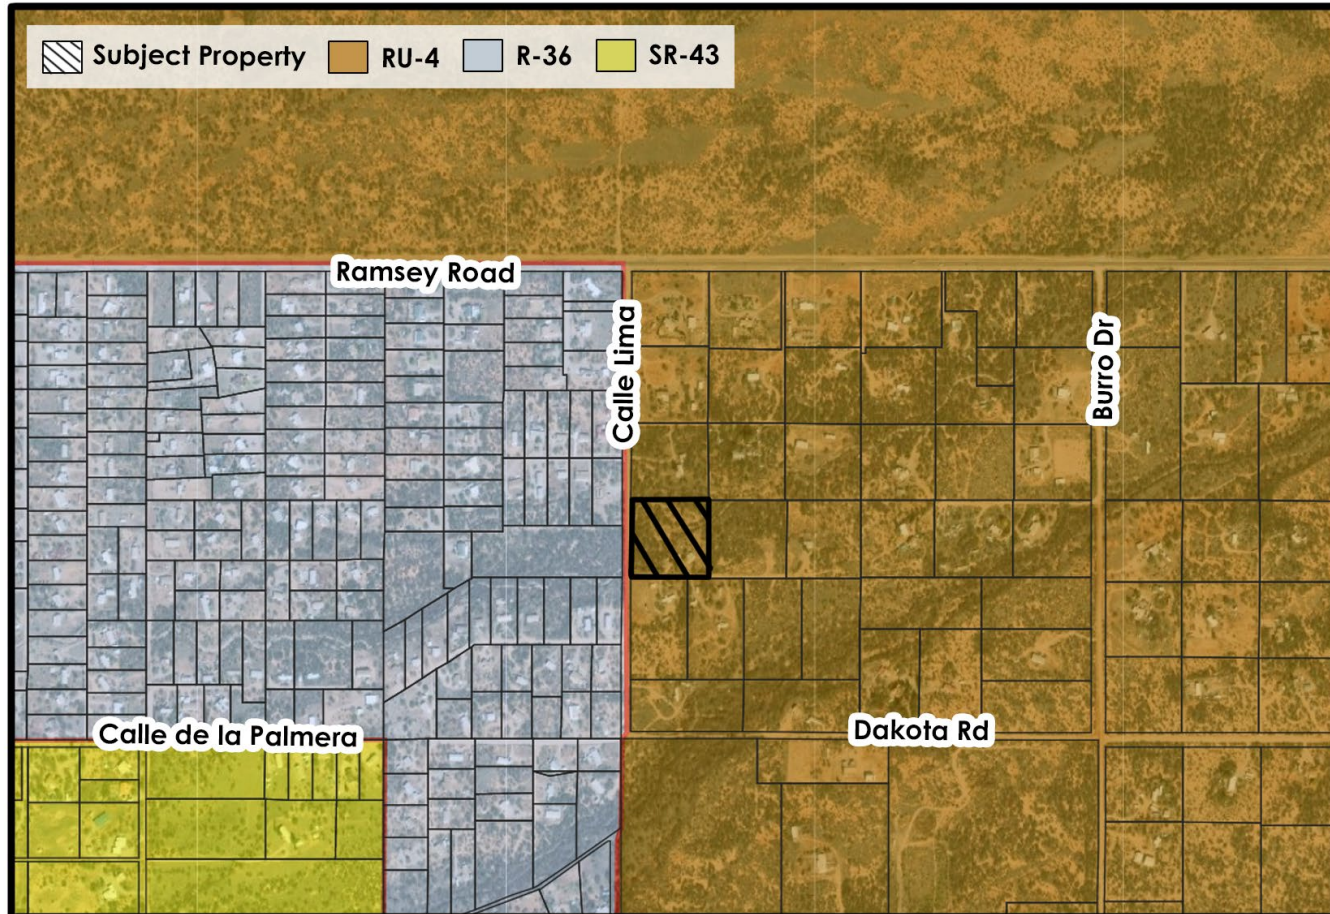 Subject Property RU-4 R-36 SR-43
Ramsey Road
Calle Lima
Burro Dr
Calle de la Palmera
Dakota Rd